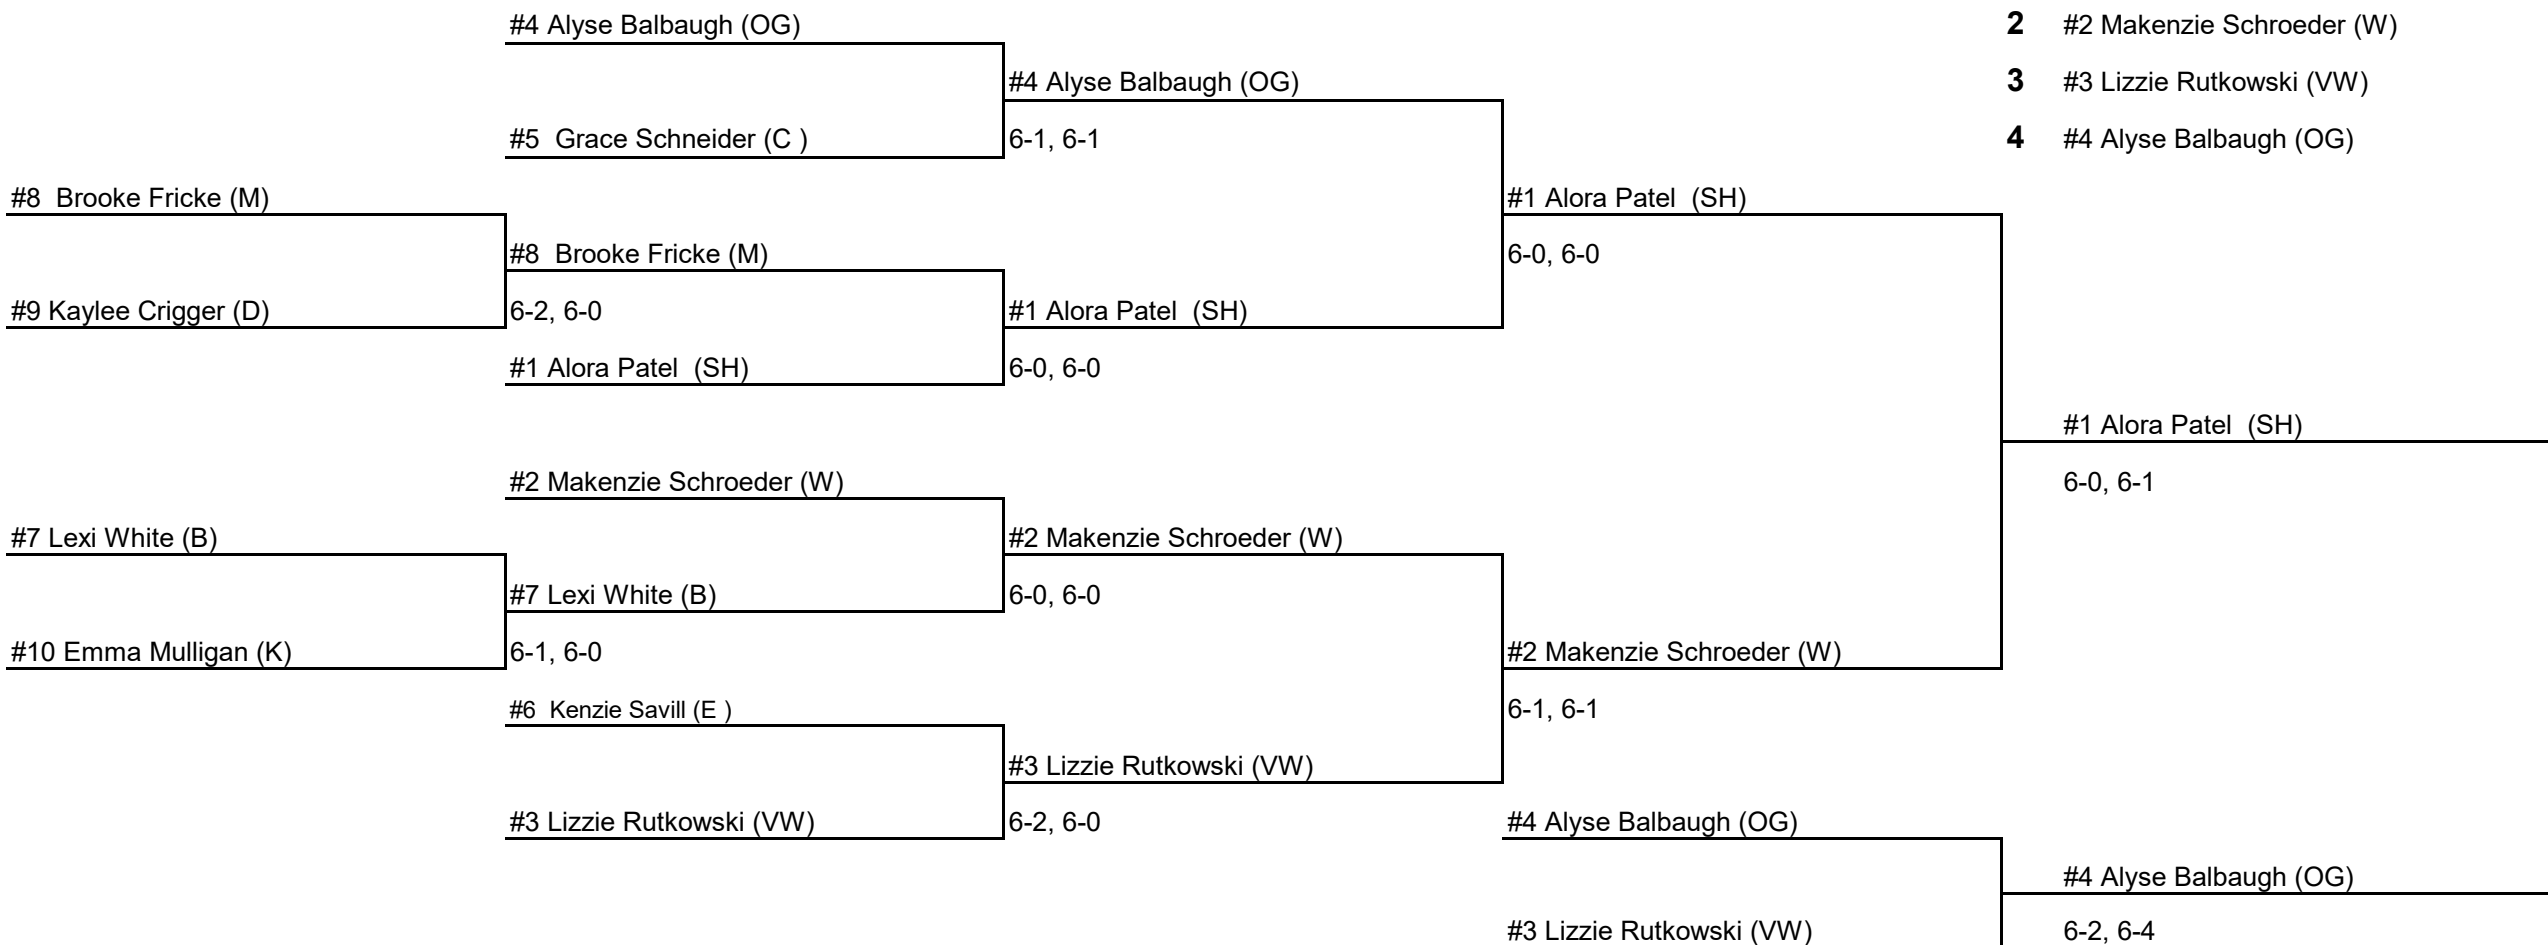 #4 Alyse Balbaugh (OG)
2 #2 Makenzie Schroeder (W)
#4 Alyse Balbaugh (OG)
3 #3 Lizzie Rutkowski (VW)
#5 Grace Schneider (C )
6-1, 6-1
4 #4 Alyse Balbaugh (OG)
#8 Brooke Fricke (M)
#1 Alora Patel (SH)
#8 Brooke Fricke (M)
6-0, 6-0
#9 Kaylee Crigger (D)
6-2, 6-0
#1 Alora Patel (SH)
#1 Alora Patel (SH)
6-0, 6-0
#1 Alora Patel (SH)
#2 Makenzie Schroeder (W)
6-0, 6-1
#7 Lexi White (B)
#2 Makenzie Schroeder (W)
#7 Lexi White (B)
6-0, 6-0
#10 Emma Mulligan (K)
6-1, 6-0
#2 Makenzie Schroeder (W)
#6 Kenzie Savill (E )
6-1, 6-1
#3 Lizzie Rutkowski (VW)
#3 Lizzie Rutkowski (VW)
6-2, 6-0
#4 Alyse Balbaugh (OG)
#4 Alyse Balbaugh (OG)
#3 Lizzie Rutkowski (VW)
6-2, 6-4